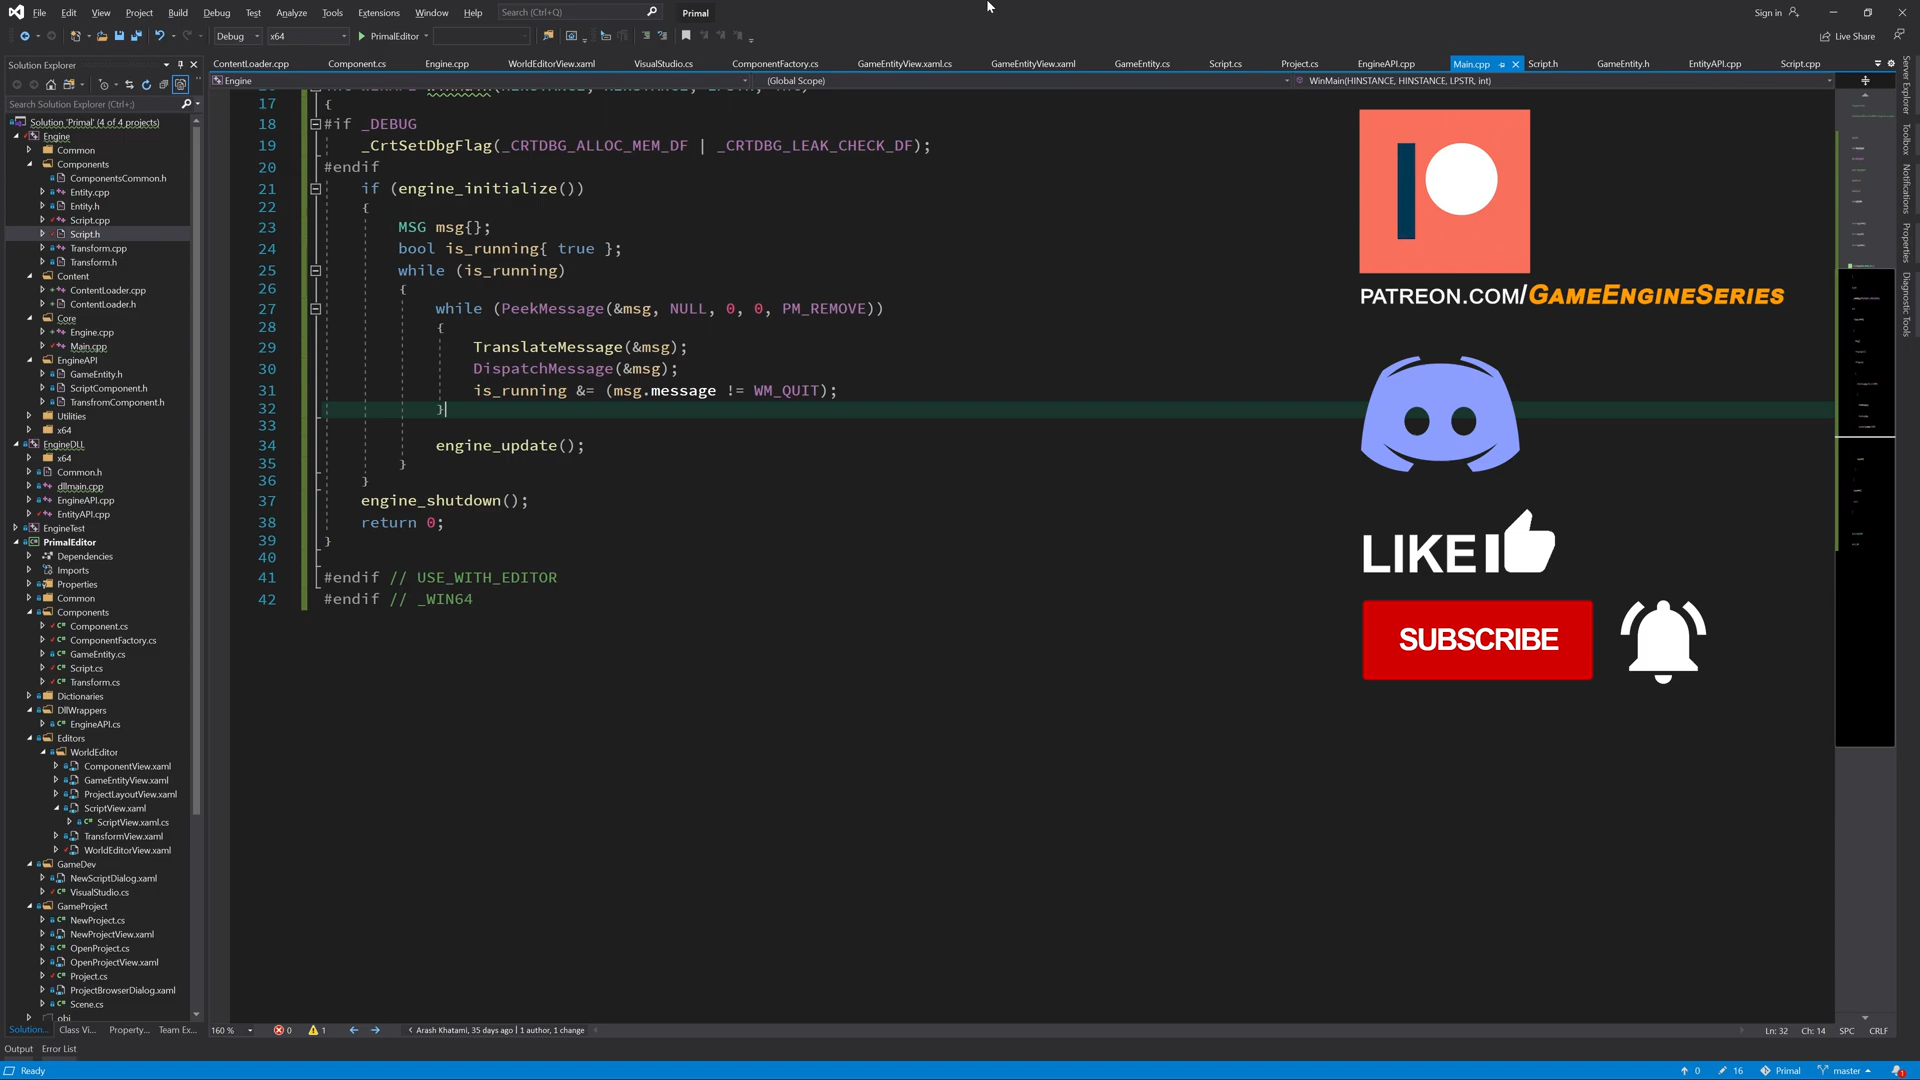 File Edit View Project Build Debug Test Analyze Tools Extensions Window Help Search (Ctrl+Q) Primal Sign in
Debug x64 PrimalEditor Live Share
Solution Explorer
Search Solution Explorer (Ctrl+;)
Solution 'Primal' (4 of 4 projects)
Engine
Common
Components
ComponentsCommon.h
Entity.cpp
Entity.h
Script.cpp
Script.h
Transform.cpp
Transform.h
Content
ContentLoader.cpp
ContentLoader.h
Core
Engine.cpp
Main.cpp
EngineAPI
GameEntity.h
ScriptComponent.h
TransfromComponent.h
Utilities
x64
EngineDLL
x64
Common.h
dllmain.cpp
EngineAPI.cpp
EntityAPI.cpp
EngineTest
PrimalEditor
Dependencies
Imports
Properties
Common
Components
Component.cs
ComponentFactory.cs
GameEntity.cs
Script.cs
Transform.cs
Dictionaries
DllWrappers
EngineAPI.cs
Editors
WorldEditor
ComponentView.xaml
GameEntityView.xaml
ProjectLayoutView.xaml
ScriptView.xaml
ScriptView.xaml.cs
TransformView.xaml
WorldEditorView.xaml
GameDev
NewScriptDialog.xaml
VisualStudio.cs
GameProject
NewProject.cs
NewProjectView.xaml
OpenProject.cs
OpenProjectView.xaml
Project.cs
ProjectBrowserDialog.xaml
Scene.cs
obj
Solution... Class Vi... Property... Team Ex...
ContentLoader.cpp Component.cs Engine.cpp WorldEditorView.xaml VisualStudio.cs ComponentFactory.cs GameEntityView.xaml.cs GameEntityView.xaml GameEntity.cs Script.cs Project.cs EngineAPI.cpp Main.cpp Script.h GameEntity.h EntityAPI.cpp Script.cpp
Engine (Global Scope) WinMain(HINSTANCE, HINSTANCE, LPSTR, int)
17 {
18 #if _DEBUG
19 _CrtSetDbgFlag(_CRTDBG_ALLOC_MEM_DF | _CRTDBG_LEAK_CHECK_DF);
20 #endif
21 if (engine_initialize())
22 {
23 MSG msg{};
24 bool is_running{ true };
25 while (is_running)
26 {
27 while (PeekMessage(&msg, NULL, 0, 0, PM_REMOVE))
28 {
29 TranslateMessage(&msg);
30 DispatchMessage(&msg);
31 is_running &= (msg.message != WM_QUIT);
32 }
33
34 engine_update();
35 }
36 }
37 engine_shutdown();
38 return 0;
39 }
40
41 #endif // USE_WITH_EDITOR
42 #endif // _WIN64
PATREON.COM/GAMEENGINESERIES
LIKE
SUBSCRIBE
Server Explorer
Toolbox
Notifications
Properties
Diagnostic Tools
160 % 0 1 Arash Khatami, 35 days ago | 1 author, 1 change Ln: 32 Ch: 14 SPC CRLF
Output Error List
Ready 0 16 Primal master 1